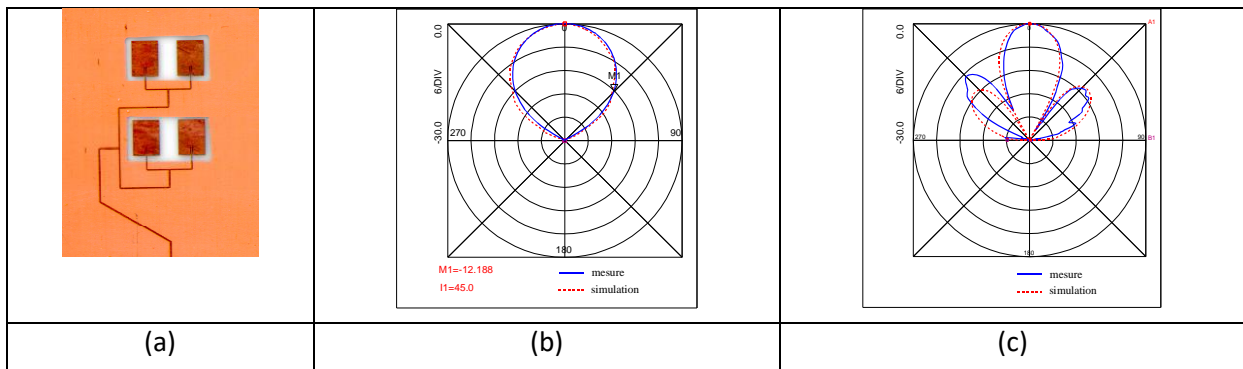 0.0
6/DIV
-30.0
0
M1
270
90
180
M1=-12.188
I1=45.0
mesure
simulation
0.0
6/DIV
-30.0
0
A1
270
90
B1
180
mesure
simulation
(a)
(b)
(c)